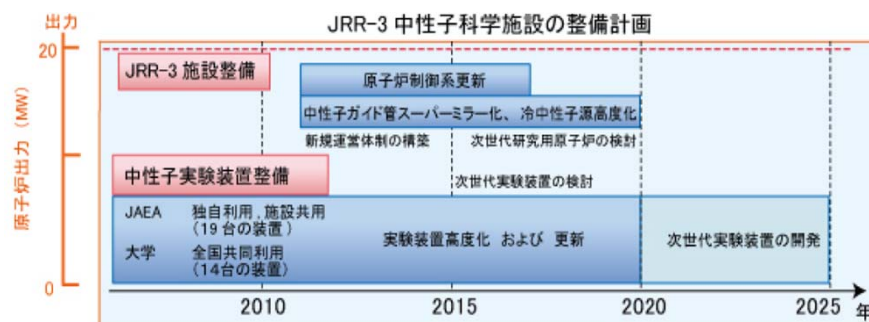 JRR-3 中性子科学施設の整備計画
出力
20
JRR-3 施設整備
原子炉制御系更新
中性子ガイド管スーパーミラー化、冷中性子源高度化
新規運営体制の構築
次世代研究用原子炉の検討
原子炉出力(MW)
中性子実験装置整備
次世代実験装置の検討
JAEA 独自利用,施設共用
(19台の装置)
大学 全国共同利用
(14台の装置)
実験装置高度化 および 更新
次世代実験装置の開発
0
2010 2015 2020 2025 年